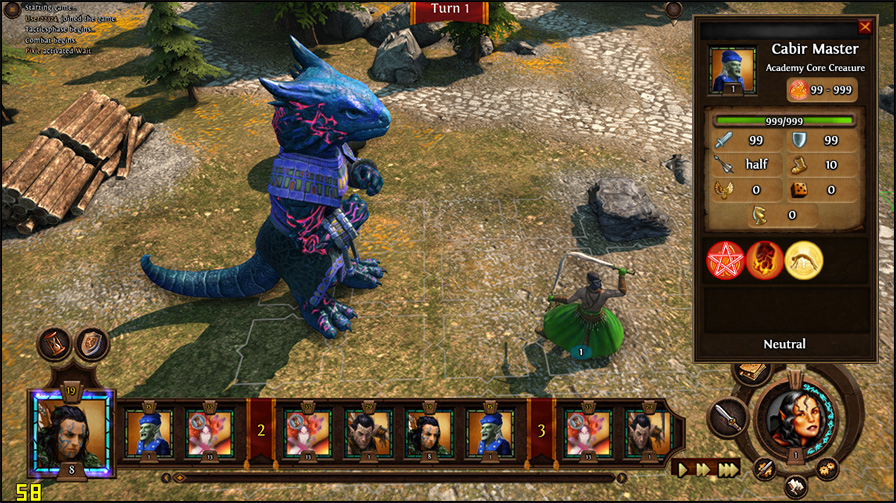 Starting game...
Turn 1
joined the game.
Tactics phase begins.
Combat begins.
activated Wait.
Cabir Master
Academy Core Creature
1
99 - 999
999/999
99
99
half
10
0
0
0
Neutral
1
19
2
3
8
1
58